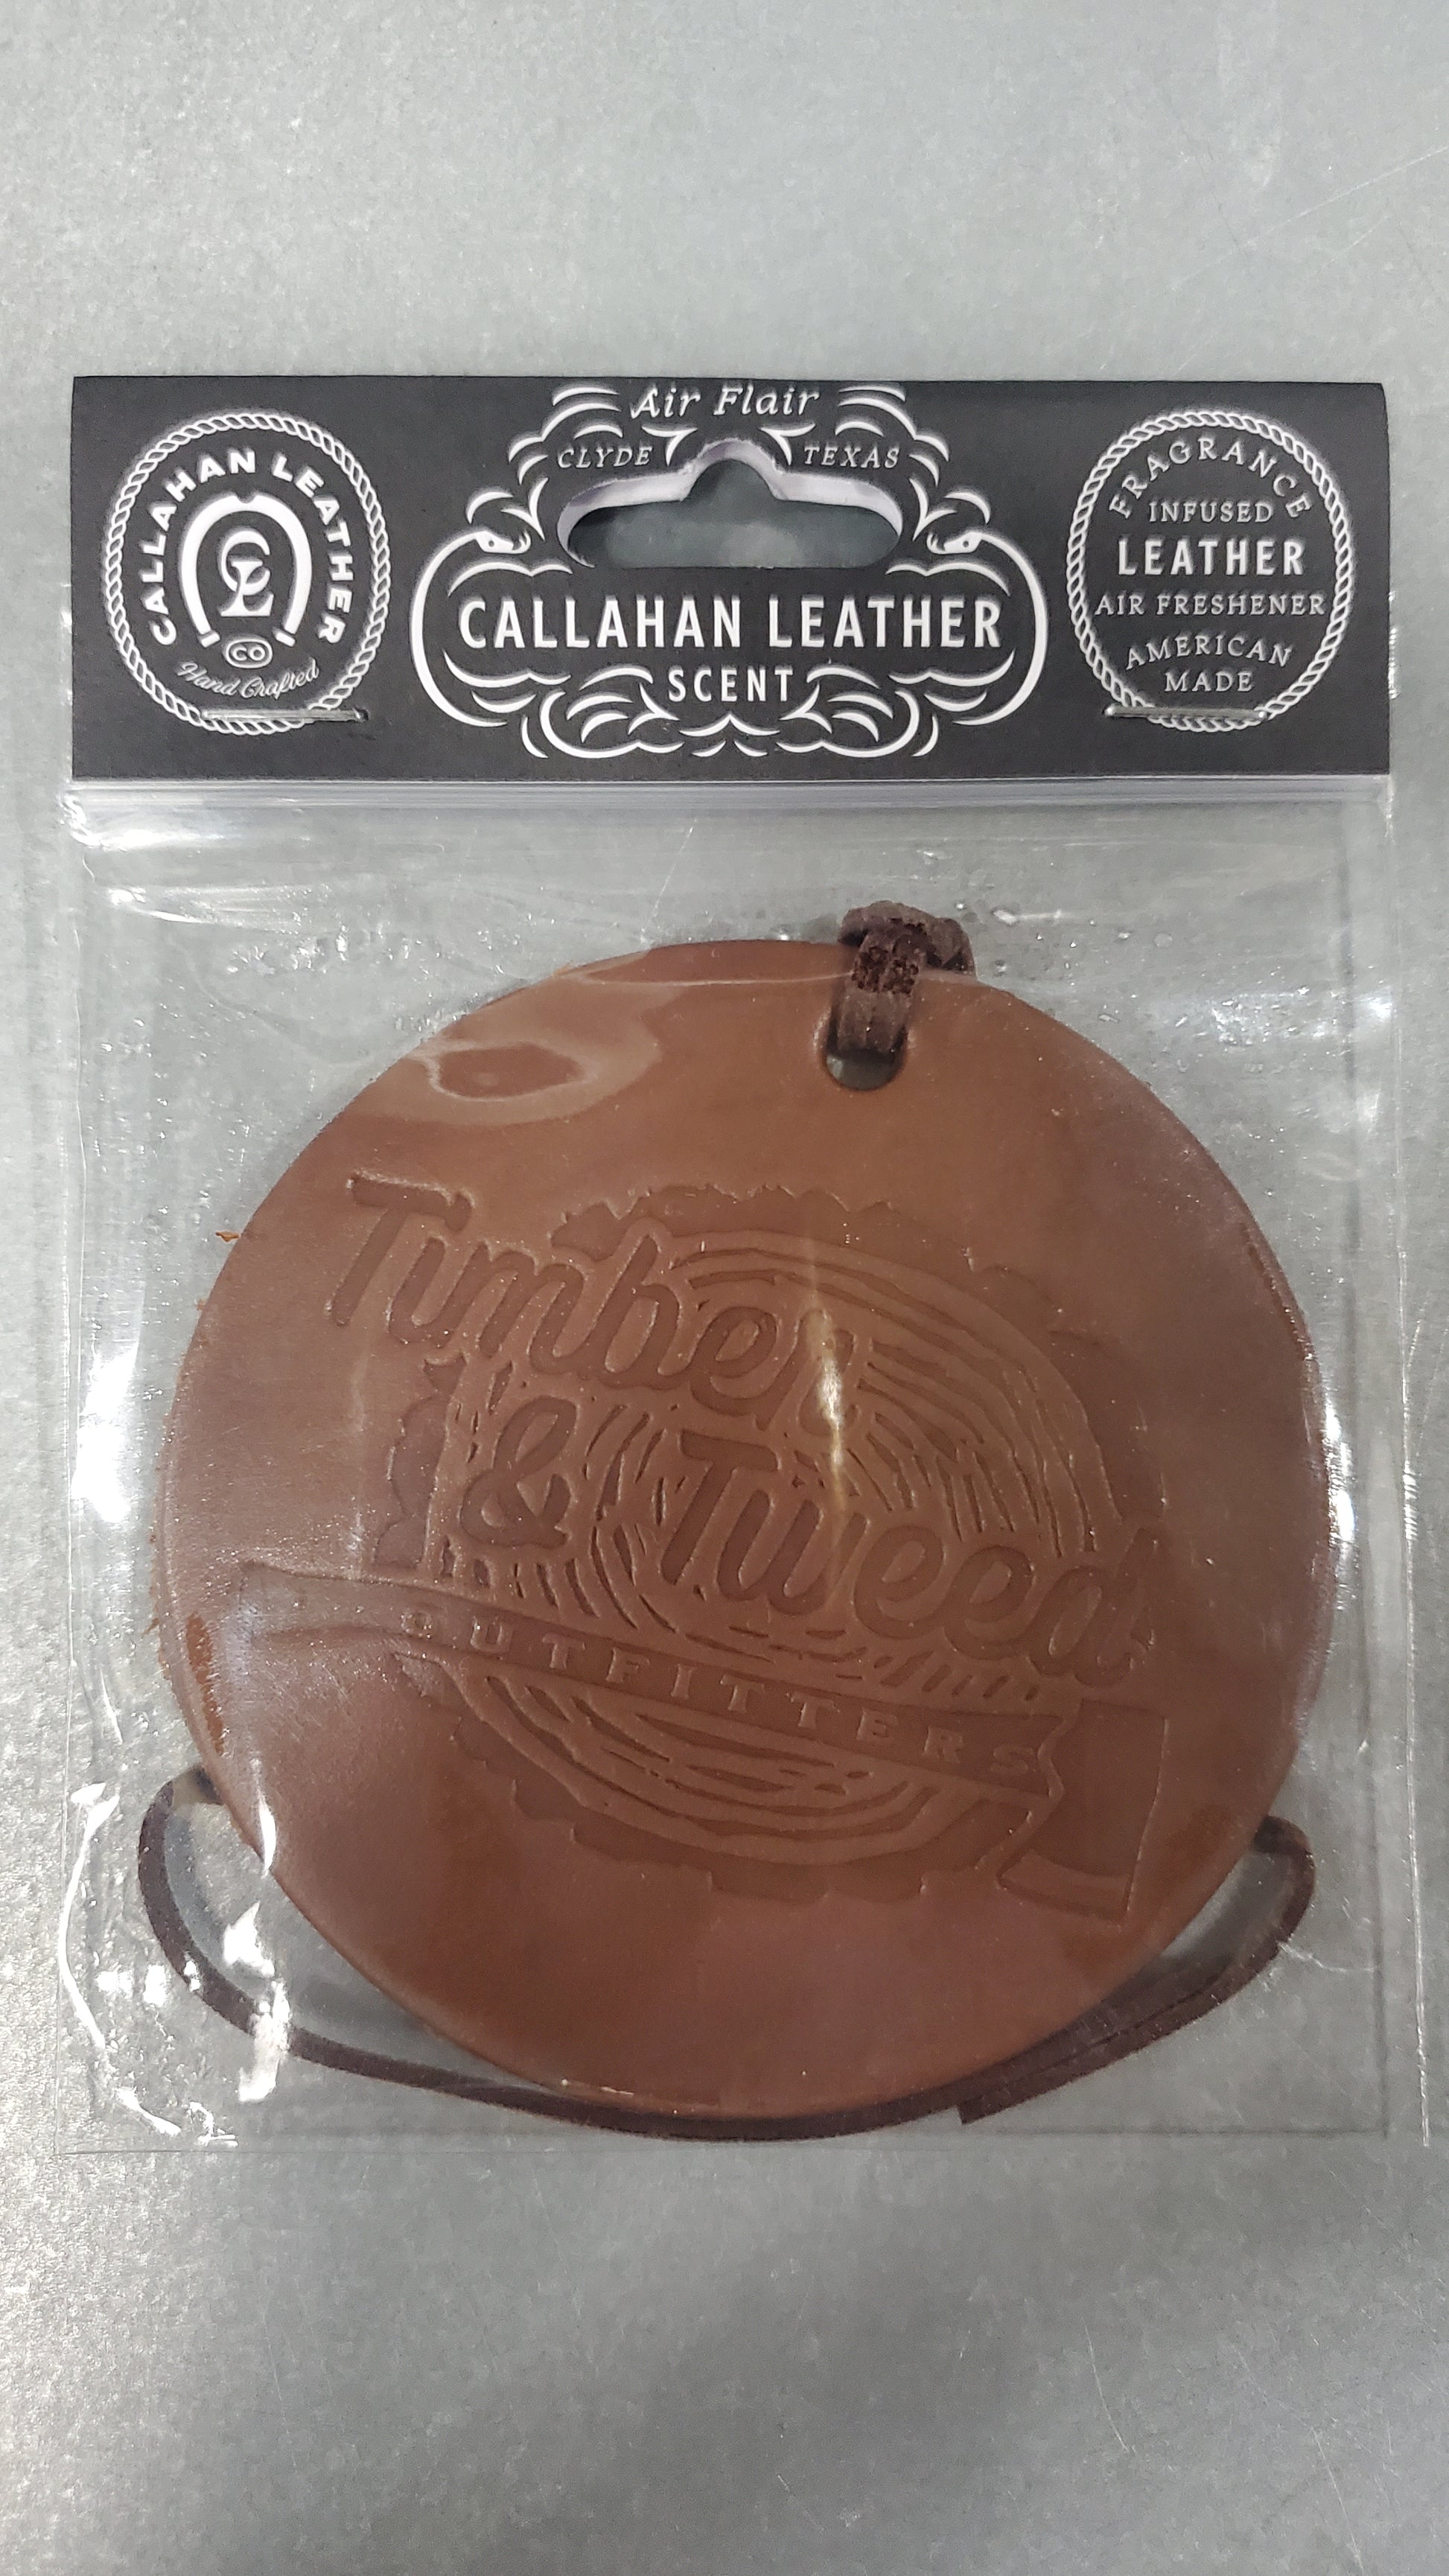 Air Flair
CLYDE TEXAS
CALLAHAN LEATHER
CL
CO
Hand Crafted
CALLAHAN LEATHER
SCENT
FRAGRANCE
INFUSED
LEATHER
AIR FRESHENER
AMERICAN
MADE
Timber
& Tweed
OUTFITTERS